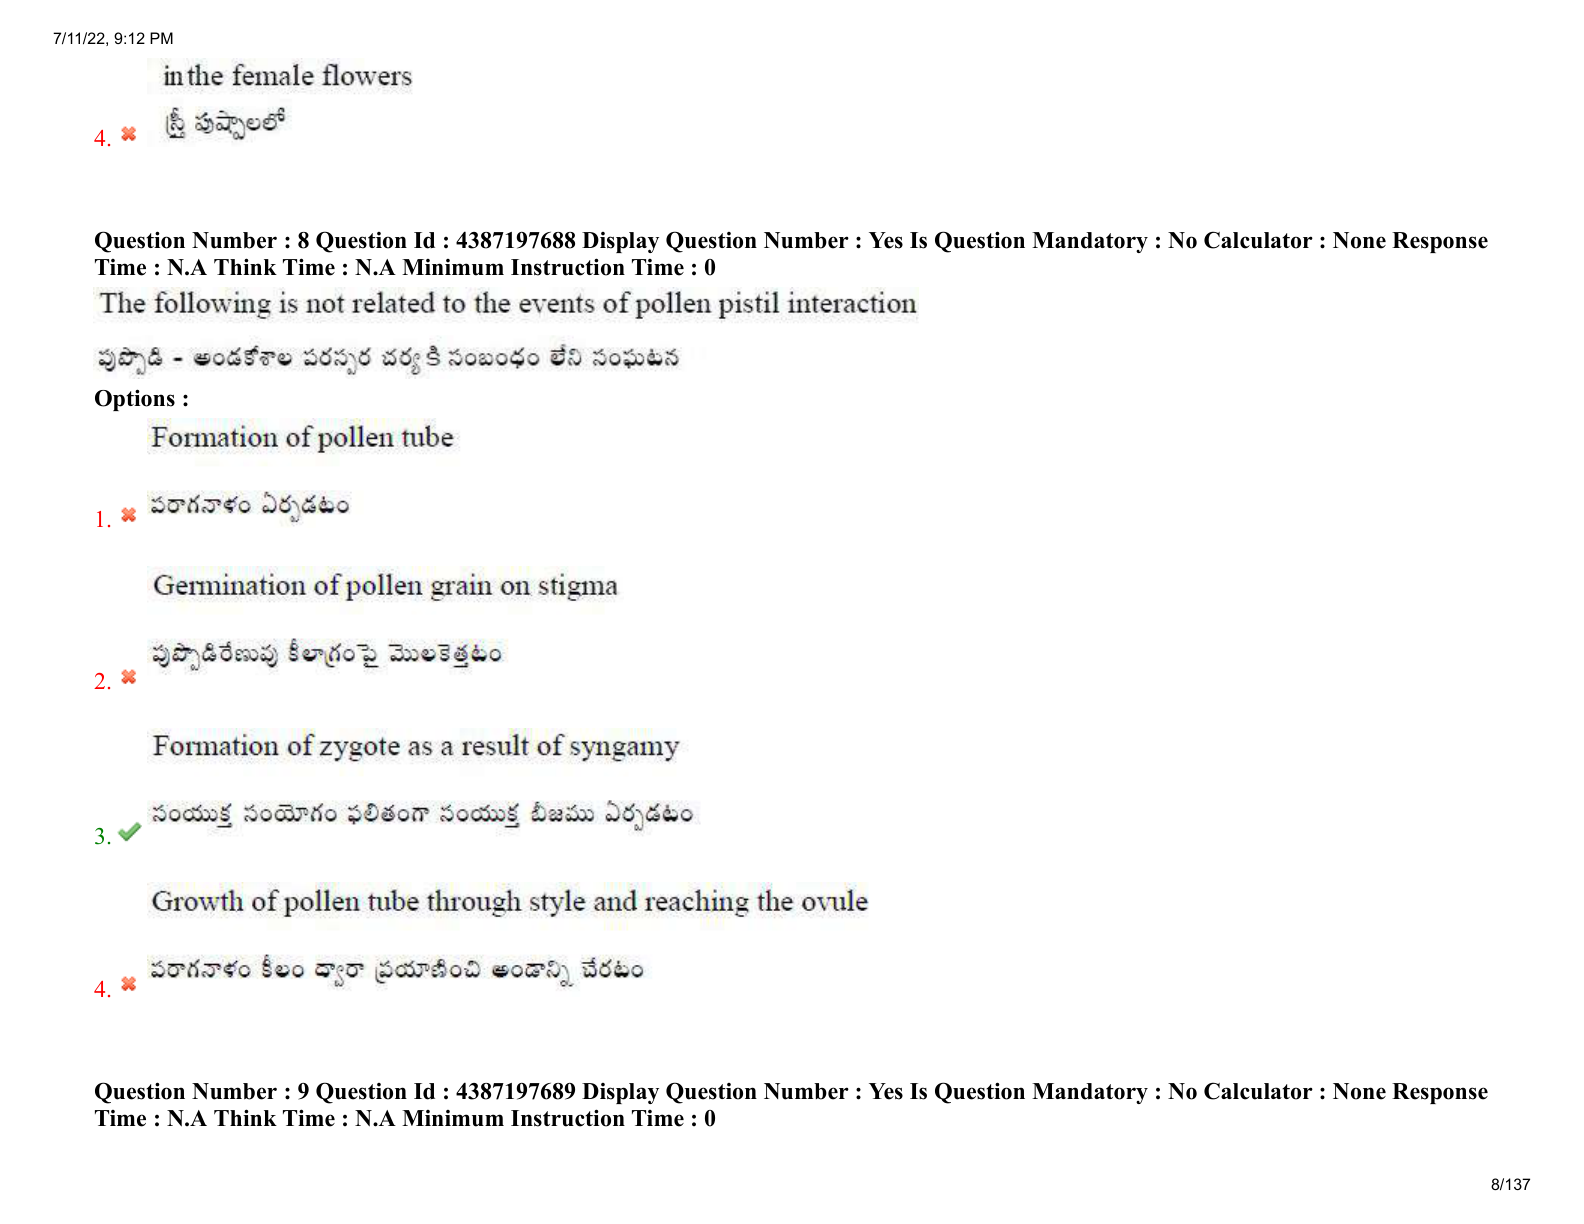 7/11/22, 9:12 PM
in the female flowers
4. స్త్రీ పుష్పాలలో
Question Number : 8 Question Id : 4387197688 Display Question Number : Yes Is Question Mandatory : No Calculator : None Response
Time : N.A Think Time : N.A Minimum Instruction Time : 0
The following is not related to the events of pollen pistil interaction
పుప్పొడి - అండకోశాల పరస్పర చర్య కి సంబంధం లేని సంఘటన
Options :
Formation of pollen tube
1. పరాగనాళం ఏర్పడటం
Germination of pollen grain on stigma
పుప్పొడిరేణువు కీలాగ్రంపై మొలకెత్తటం
2.
Formation of zygote as a result of syngamy
సంయుక్త సంయోగం ఫలితంగా సంయుక్త బీజము ఏర్పడటం
3.
Growth of pollen tube through style and reaching the ovule
పరాగనాళం కీలం ద్వారా ప్రయాణించి అండాన్ని చేరటం
4.
Question Number : 9 Question Id : 4387197689 Display Question Number : Yes Is Question Mandatory : No Calculator : None Response
Time : N.A Think Time : N.A Minimum Instruction Time : 0
8/137